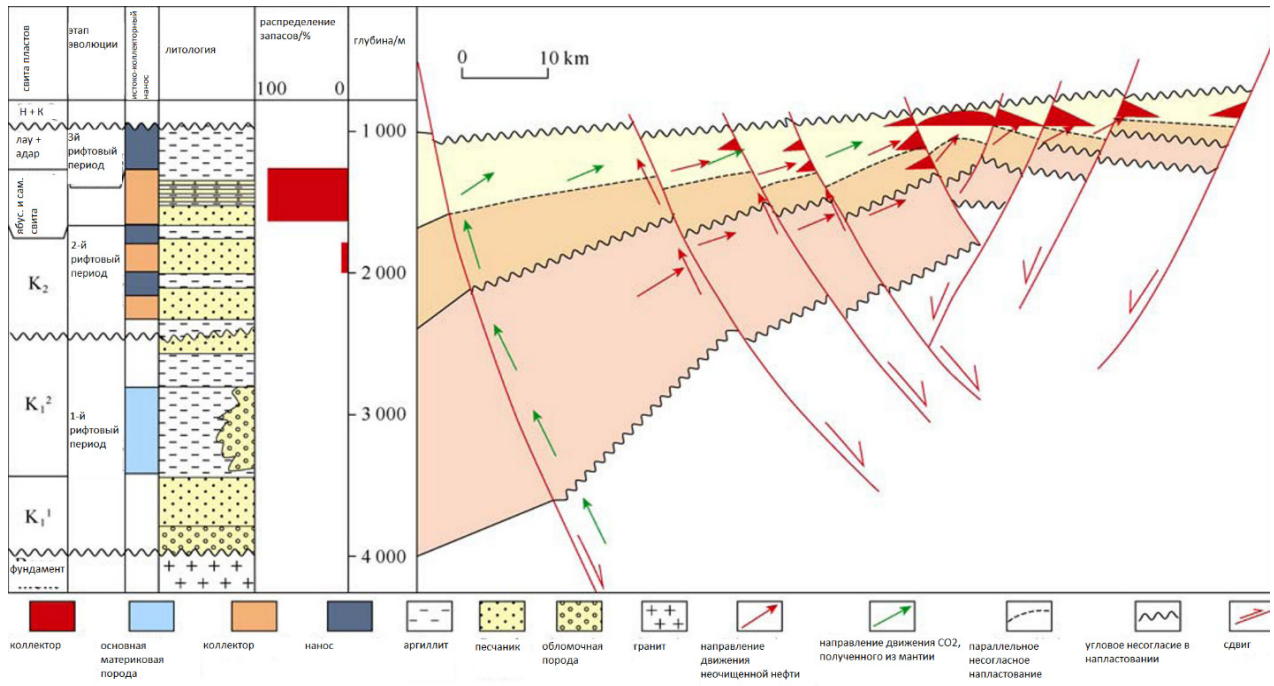 свита пластов
этап
эволюции
истоко-коллекторный
нанос
литология
распределение
запасов/%
100 0
глубина/м
0 10 km
Н + К
лау +
адар
ябус. и сам.
свита
K₂
K₁²
K₁¹
фундамент
3й
рифтовый
период
2-й
рифтовый
период
1-й
рифтовый
период
1 000
2 000
3 000
4 000
коллектор
основная
материковая
порода
коллектор
нанос
аргиллит
песчаник
обломочная
порода
гранит
направление
движения
неочищенной нефти
направление движения CO2,
полученного из мантии
параллельное
несогласное
напластование
угловое несогласие в
напластовании
сдвиг